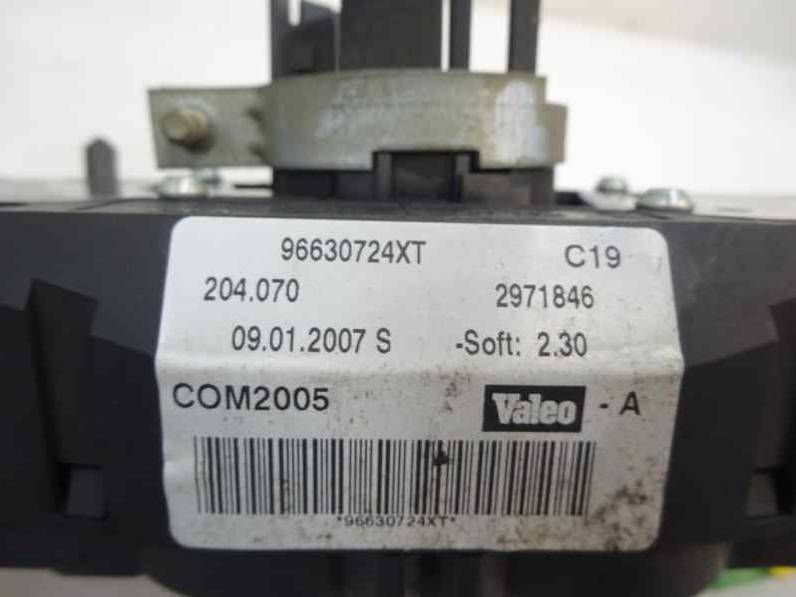 96630724XT C19
204.070 2971846
09.01.2007 S -Soft: 2.30
COM2005 Valeo - A
*96630724XT*